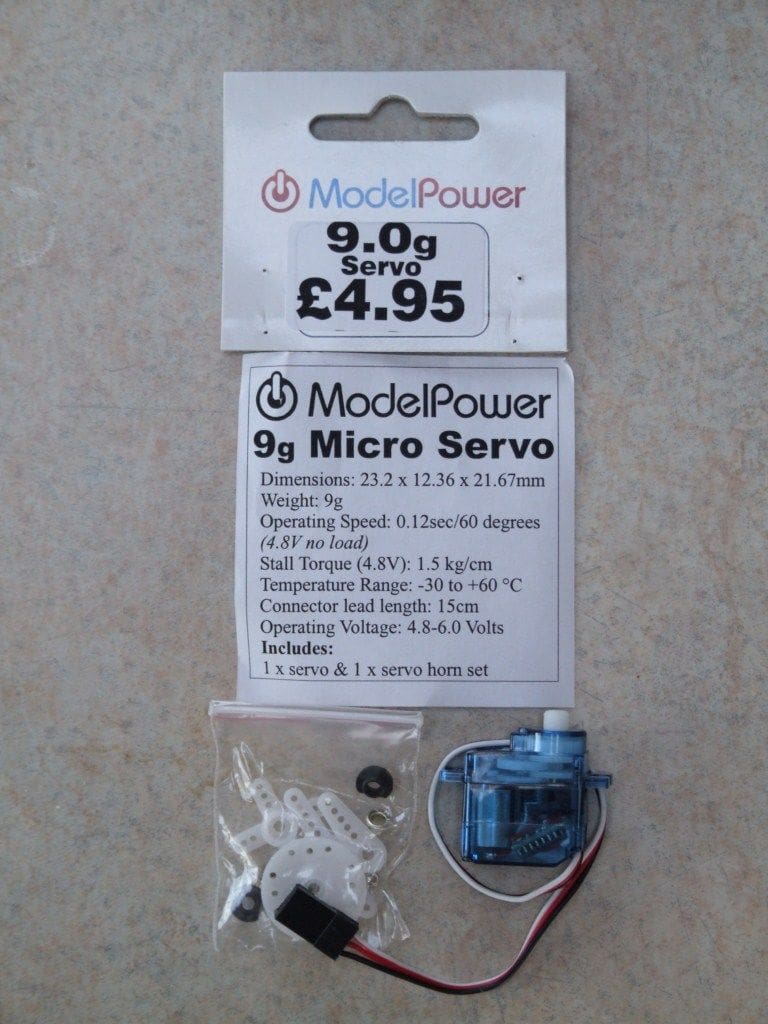 ModelPower
9.0g
Servo
£4.95
ModelPower
9g Micro Servo
Dimensions: 23.2 x 12.36 x 21.67mm
Weight: 9g
Operating Speed: 0.12sec/60 degrees
(4.8V no load)
Stall Torque (4.8V): 1.5 kg/cm
Temperature Range: -30 to +60 °C
Connector lead length: 15cm
Operating Voltage: 4.8-6.0 Volts
Includes:
1 x servo & 1 x servo horn set